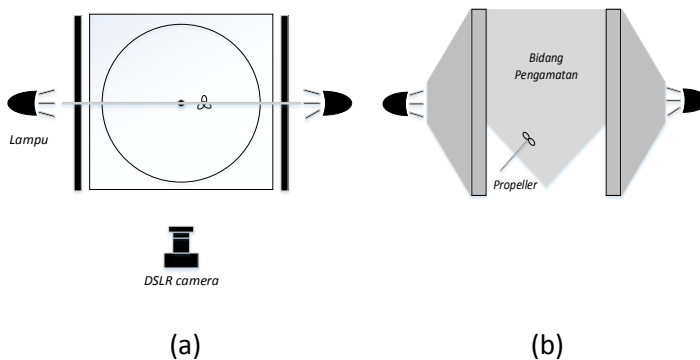 Lampu
DSLR camera
(a)
Bidang
Pengamatan
Propeller
(b)